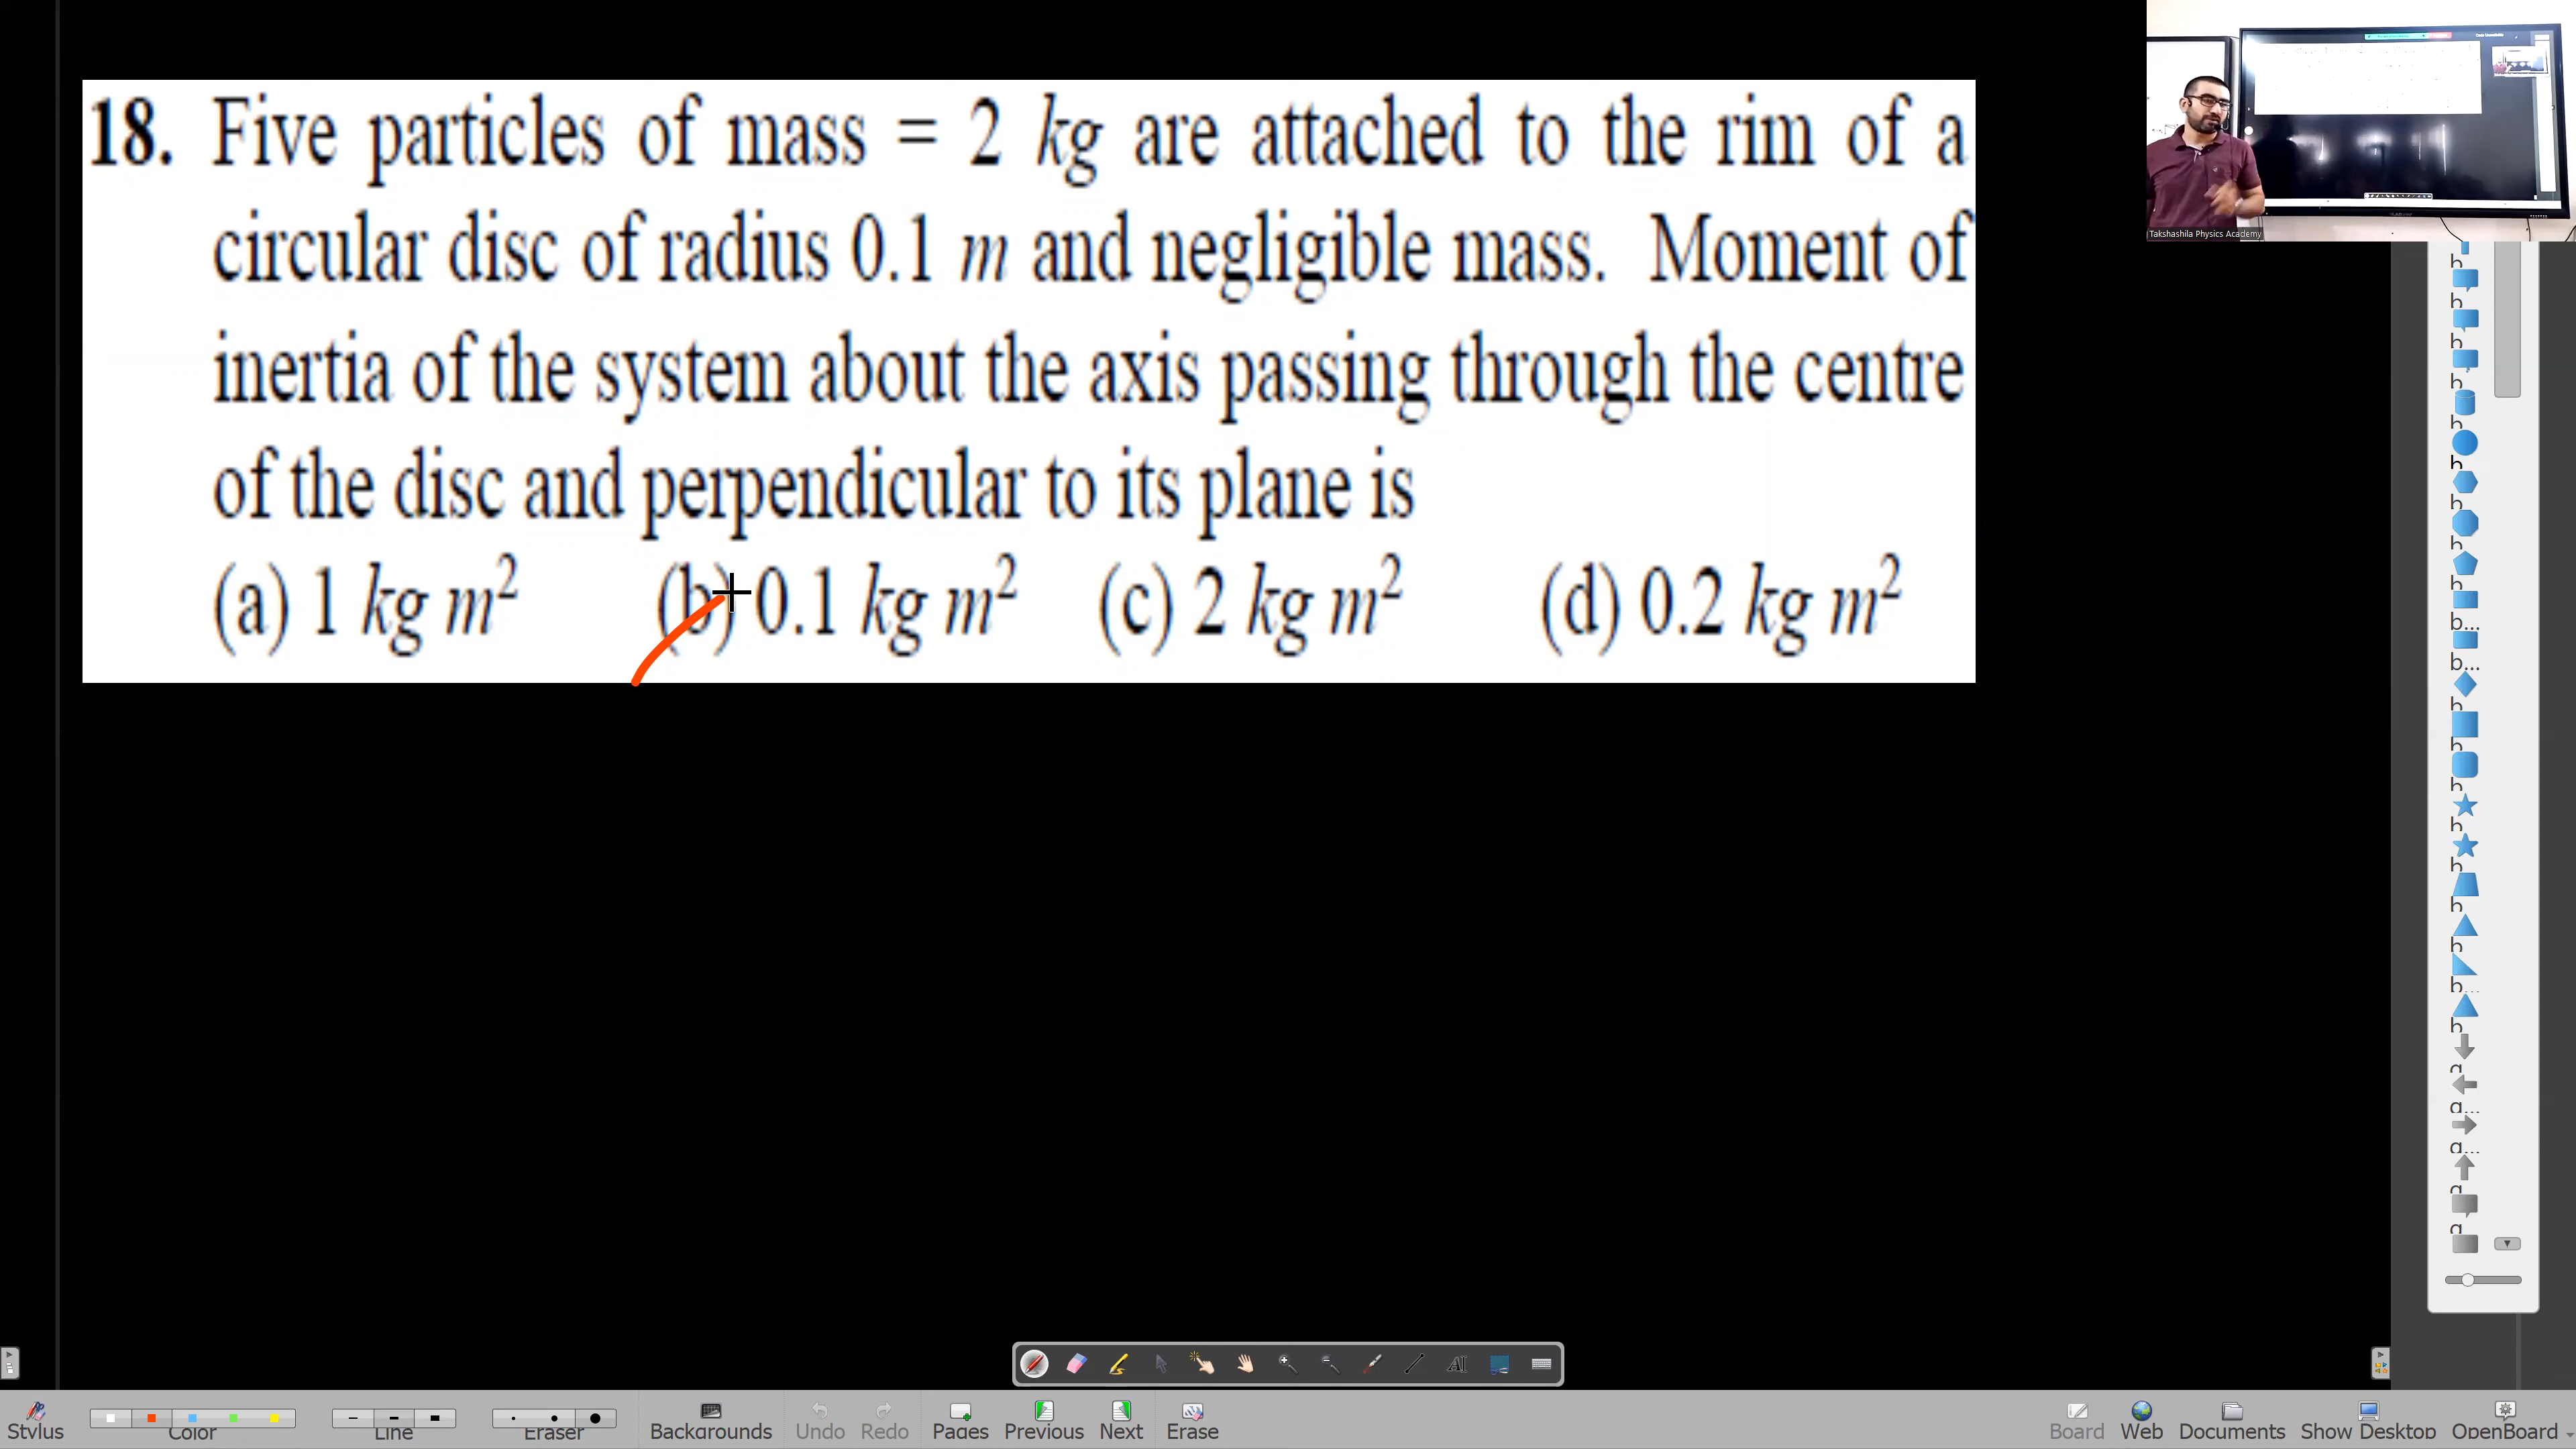 18. Five particles of mass = 2 kg are attached to the rim of a
circular disc of radius 0.1 m and negligible mass. Moment of
inertia of the system about the axis passing through the centre
of the disc and perpendicular to its plane is
(a) 1 kg m² (b) 0.1 kg m² (c) 2 kg m² (d) 0.2 kg m²
Takshashila Physics Academy
b
b
b
b
b
b
b
b
b
b...
b...
b
b
b
b
b
b
b
b...
b
a
a...
a...
a
a
Stylus Color Line Eraser Backgrounds Undo Redo Pages Previous Next Erase Board Web Documents Show Desktop OpenBoard